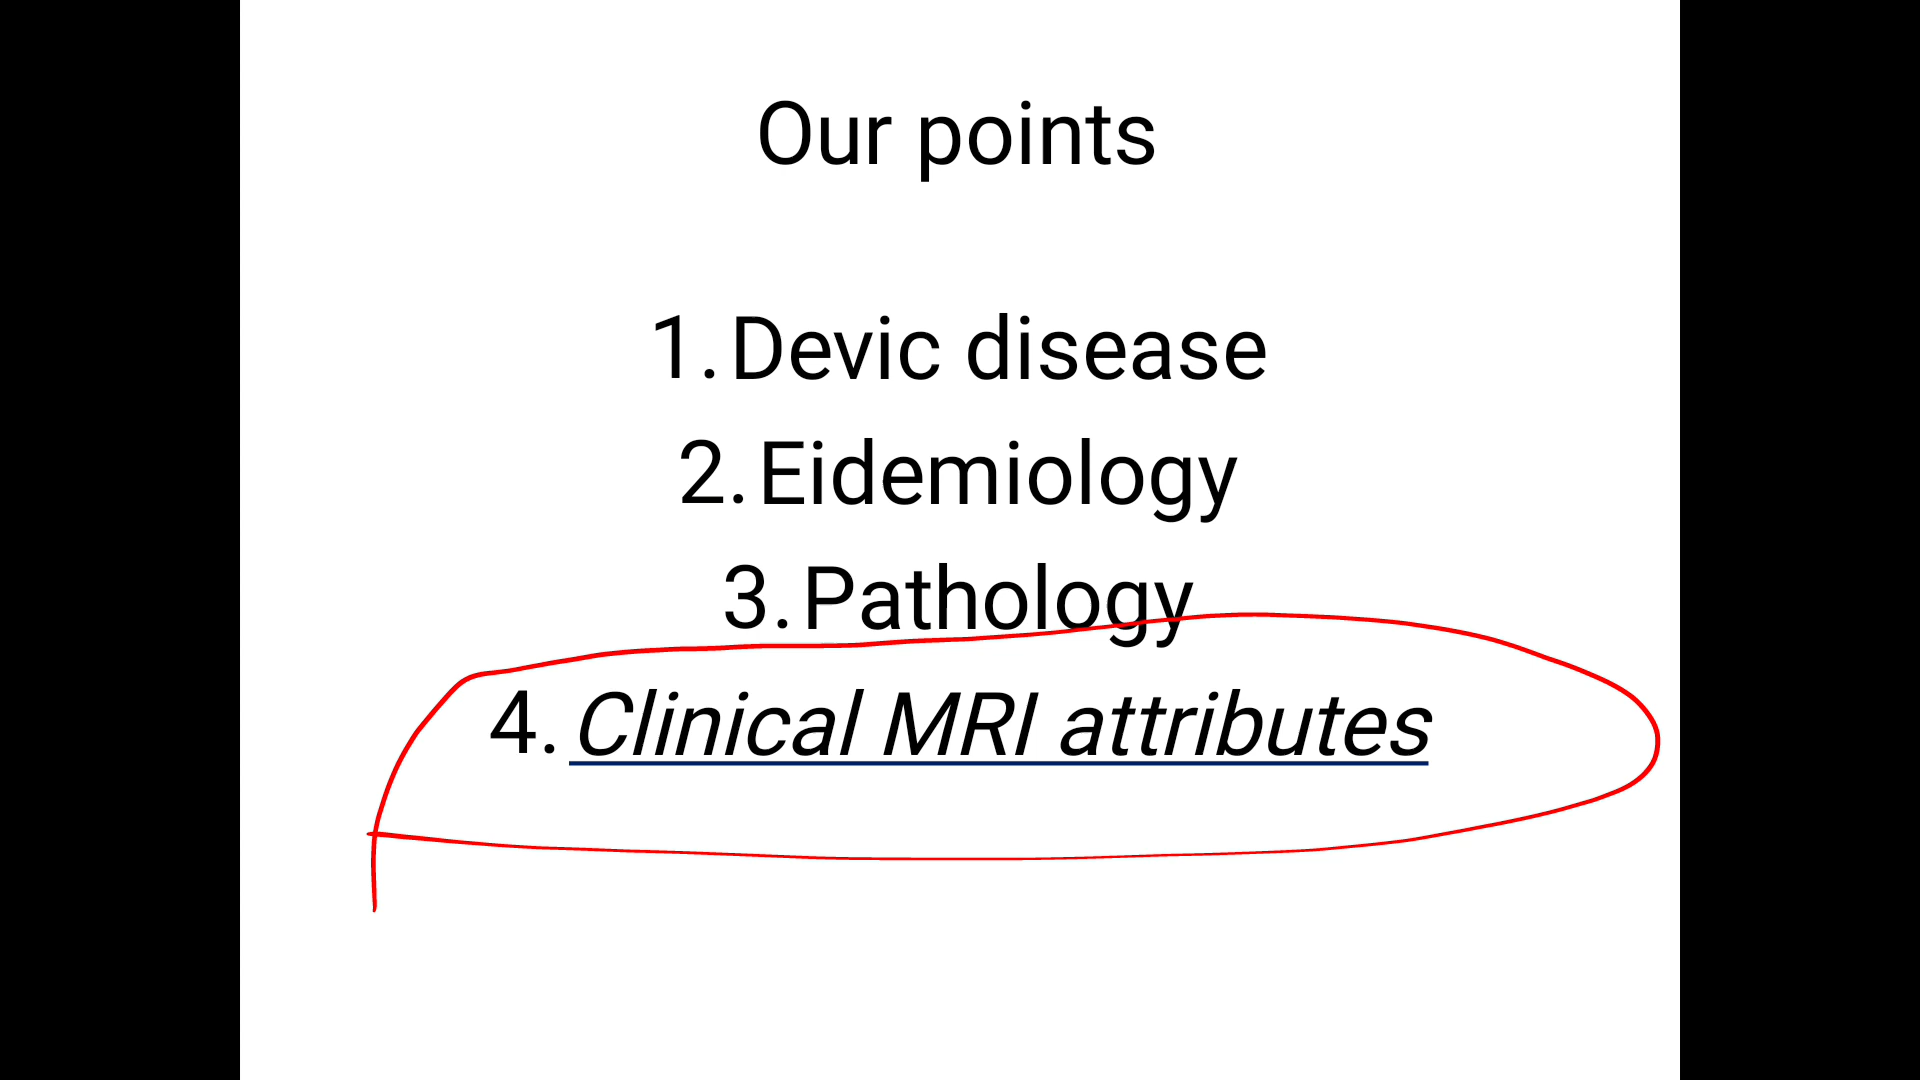 Our points
1. Devic disease
2. Eidemiology
3. Pathology
4. Clinical MRI attributes